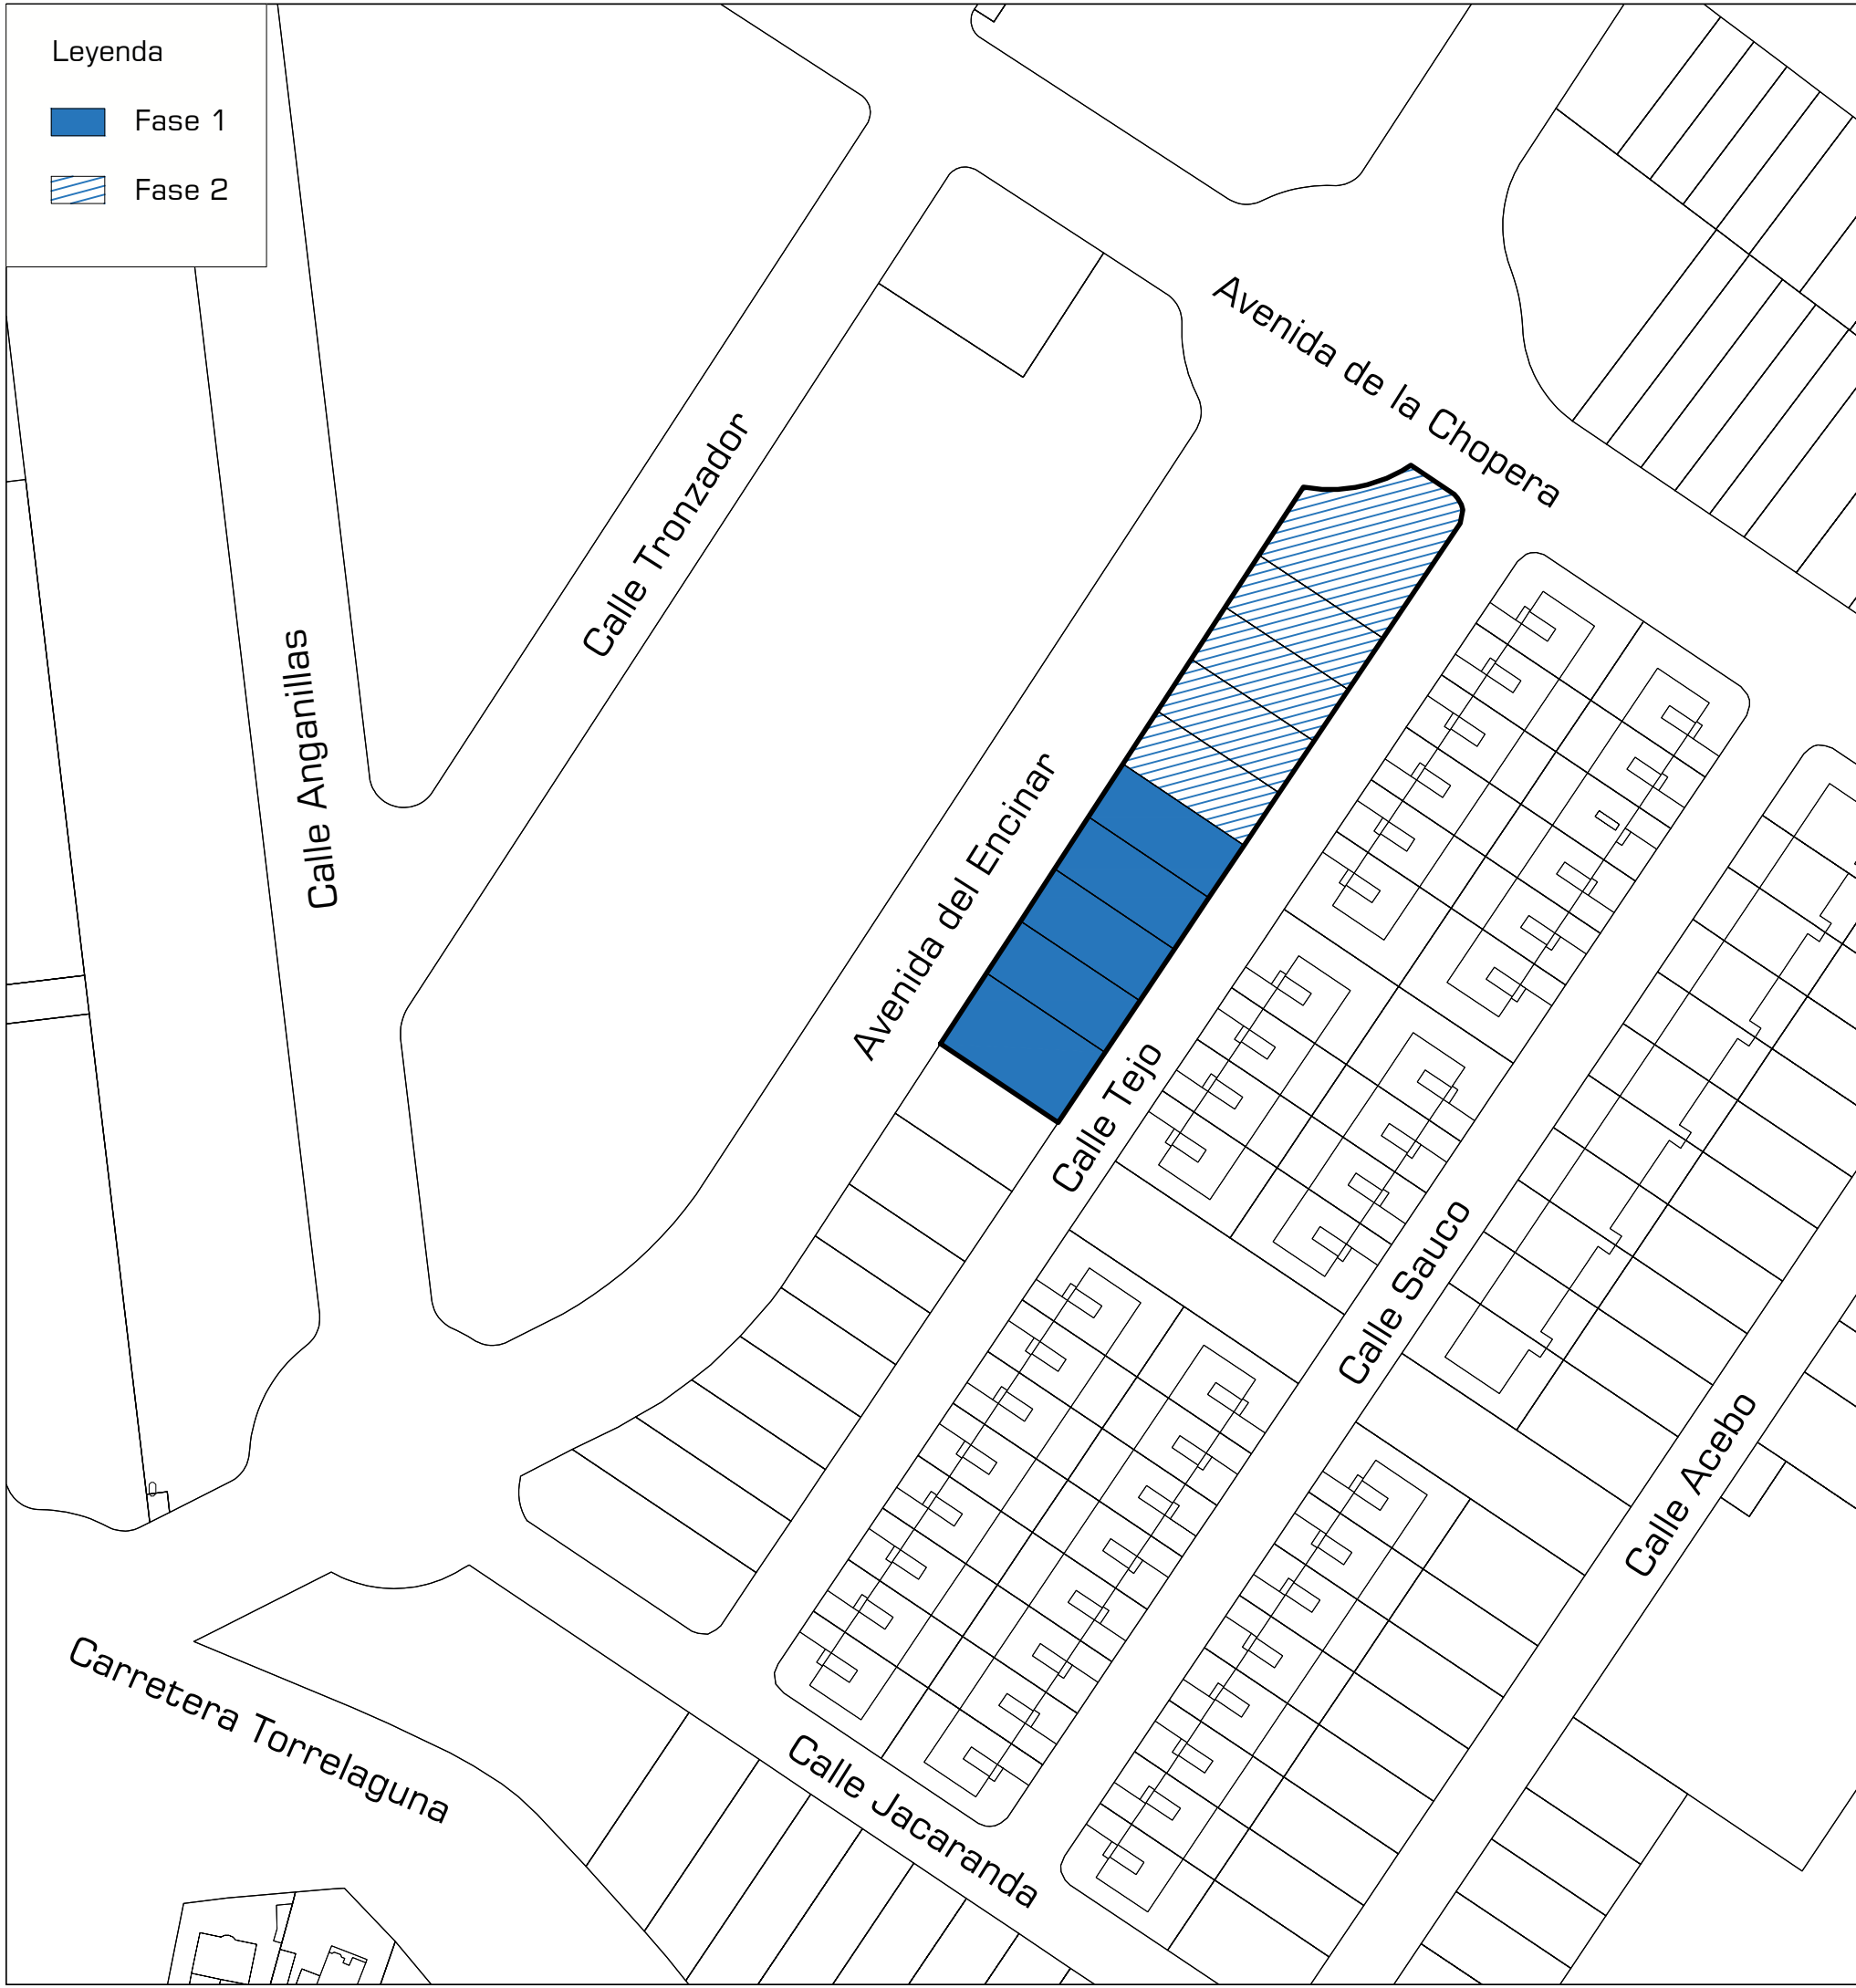 Leyenda
Fase 1
Fase 2
Avenida de la Chopera
Calle Tronzador
Calle Anganillas
Avenida del Encinar
Calle Tejo
Calle Sauco
Calle Acebo
Carretera Torrelaguna
Calle Jacaranda